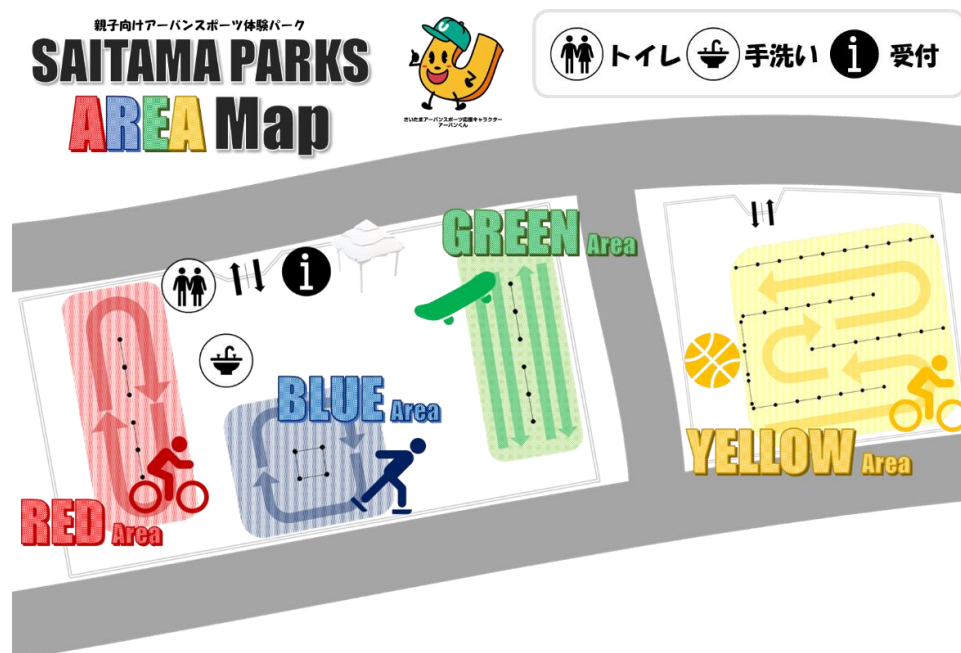 親子向けアーバンスポーツ体験パーク
SAITAMA PARKS
AREA Map
U
さいたまアーバンスポーツ応援キャラクター
アーバンくん
トイレ
手洗い
i 受付
GREEN Area
i
BLUE Area
YELLOW Area
RED Area